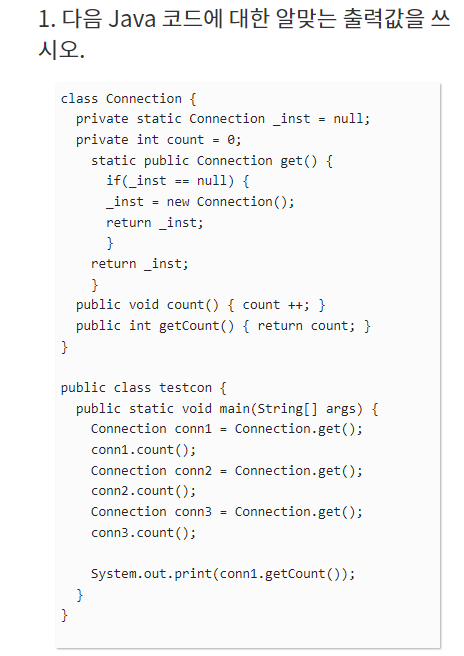 1. 다음 Java 코드에 대한 알맞는 출력값을 쓰
시오.
class Connection {
  private static Connection _inst = null;
  private int count = 0;
    static public Connection get() {
      if(_inst == null) {
      _inst = new Connection();
      return _inst;
      }
    return _inst;
    }
  public void count() { count ++; }
  public int getCount() { return count; }
}

public class testcon {
  public static void main(String[] args) {
    Connection conn1 = Connection.get();
    conn1.count();
    Connection conn2 = Connection.get();
    conn2.count();
    Connection conn3 = Connection.get();
    conn3.count();

    System.out.print(conn1.getCount());
  }
}